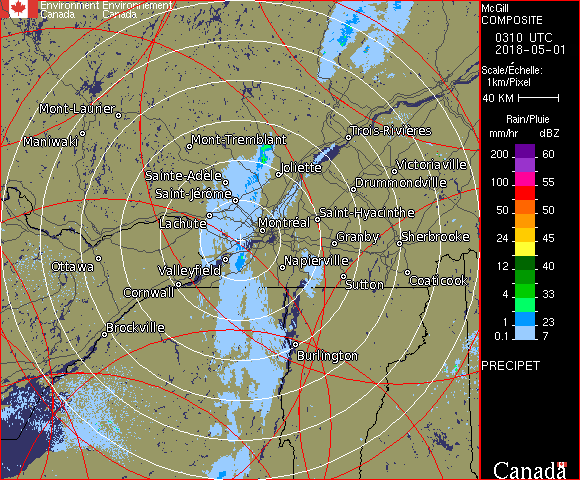 Environment Environnement
Canada Canada
Mont-Laurier
Maniwaki
Mont-Tremblant
Trois-Rivières
Sainte-Adèle
Joliette
Victoriaville
Saint-Jérôme
Drummondville
Lachute
Montréal
Saint-Hyacinthe
Granby
Sherbrooke
Ottawa
Valleyfield
Napierville
Cornwall
Sutton
Coaticook
Brockville
Burlington
McGill
COMPOSITE
0310 UTC
2018-05-01
Scale/Échelle:
1km/Pixel
40 KM
Rain/Pluie
mm/hr dBZ
200 60
100 55
50 50
24 45
12 40
4 33
1 23
0.1 7
PRECIPET
Canada